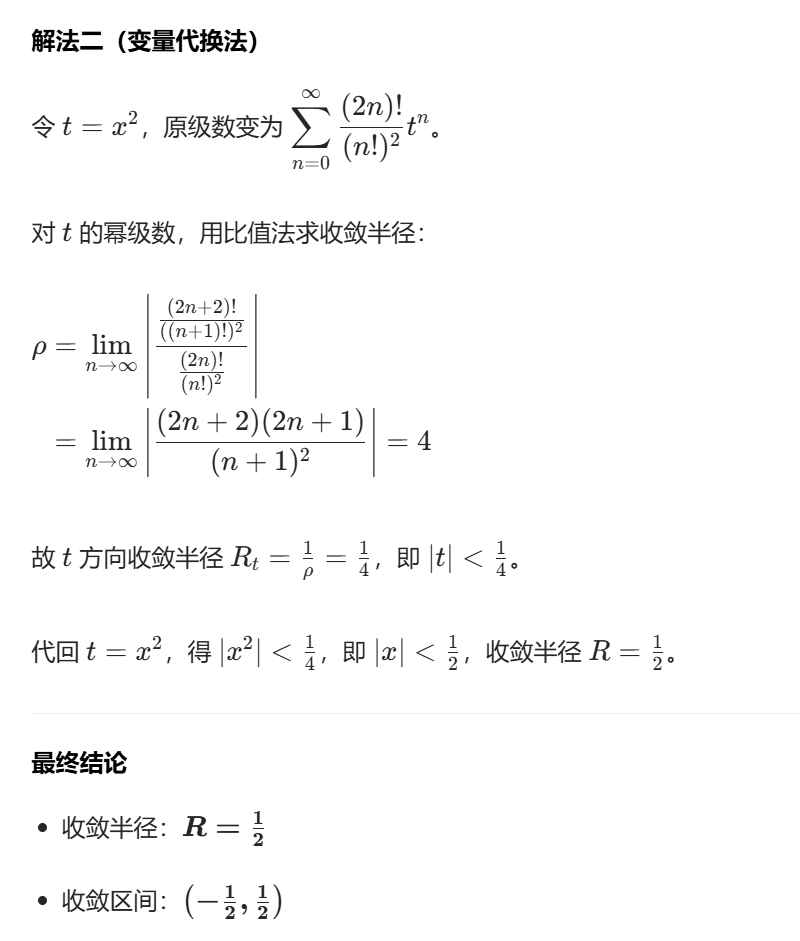 解法二（变量代换法）
令 $t = x^2$，原级数变为 $\sum_{n=0}^{\infty} \frac{(2n)!}{(n!)^2} t^n$。
对 $t$ 的幂级数，用比值法求收敛半径：
$\rho = \lim_{n \to \infty} \left| \frac{\frac{(2n+2)!}{((n+1)!)^2}}{\frac{(2n)!}{(n!)^2}} \right|$
$= \lim_{n \to \infty} \left| \frac{(2n+2)(2n+1)}{(n+1)^2} \right| = 4$
故 $t$ 方向收敛半径 $R_t = \frac{1}{\rho} = \frac{1}{4}$，即 $|t| < \frac{1}{4}$。
代回 $t = x^2$，得 $|x^2| < \frac{1}{4}$，即 $|x| < \frac{1}{2}$，收敛半径 $R = \frac{1}{2}$。
最终结论
• 收敛半径：$R = \frac{1}{2}$
• 收敛区间：$\left(-\frac{1}{2}, \frac{1}{2}\right)$